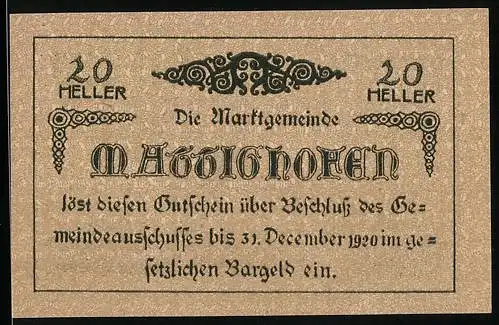 20 20
HELLER HELLER
Die Marktgemeinde
MATTIGHOFEN
löst diesen Gutschein über Beschluß des Ge=
meindeausschusses bis 31. December 1920 im ge=
setzlichen Bargeld ein.